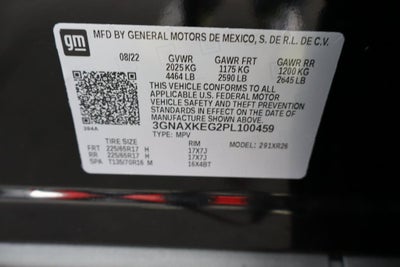 gm
MFD BY GENERAL MOTORS DE MEXICO, S. DE R.L. DE C.V.
08/22 GVWR GAWR FRT GAWR RR
2025 KG 1175 KG 1200 KG
4464 LB 2590 LB 2645 LB
THIS VEHICLE CONFORMS TO ALL
APPLICABLE U.S. FEDERAL MOTOR
VEHICLE SAFETY
THEFT PREVENTION STANDARDS IN EFFECT ON
THE DATE OF MANUFACTURE SHOWN ABOVE.
3GNAXKEG2PL100459
TYPE: MPV MODEL: 291XR26
394A
TIRE SIZE RIM
FRT 225/65R17 H 17X7J
RR 225/65R17 H 17X7J
SPA T135/70R16 M 16X4BT